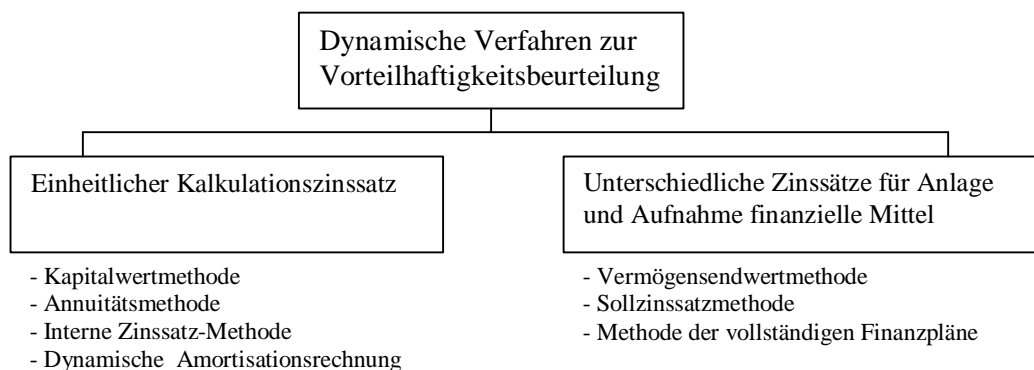 Dynamische Verfahren zur
Vorteilhaftigkeitsbeurteilung
Einheitlicher Kalkulationszinssatz
- Kapitalwertmethode
- Annuitätsmethode
- Interne Zinssatz-Methode
- Dynamische Amortisationsrechnung
Unterschiedliche Zinssätze für Anlage
und Aufnahme finanzielle Mittel
- Vermögensendwertmethode
- Sollzinssatzmethode
- Methode der vollständigen Finanzpläne